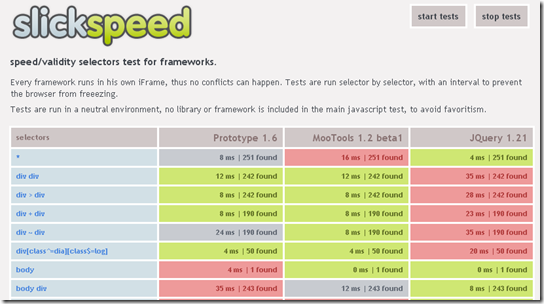 slickspeed
start tests
stop tests
speed/validity selectors test for frameworks.
Every framework runs in his own iFrame, thus no conflicts can happen. Tests are run selector by selector, with an interval to prevent
the browser from freeezing.
Tests are run in a neutral environment, no library or framework is included in the main javascript test, to avoid favoritism.
selectors Prototype 1.6 MooTools 1.2 beta1 JQuery 1.21
* 8 ms | 251 found 16 ms | 251 found 4 ms | 251 found
div div 12 ms | 242 found 12 ms | 242 found 35 ms | 242 found
div > div 8 ms | 242 found 8 ms | 242 found 28 ms | 242 found
div + div 8 ms | 190 found 8 ms | 190 found 23 ms | 190 found
div ~ div 24 ms | 190 found 8 ms | 190 found 35 ms | 190 found
div[class^=dia][class$=log] 4 ms | 50 found 4 ms | 50 found 20 ms | 50 found
body 4 ms | 1 found 0 ms | 1 found 0 ms | 1 found
body div 35 ms | 243 found 12 ms | 243 found 8 ms | 243 found